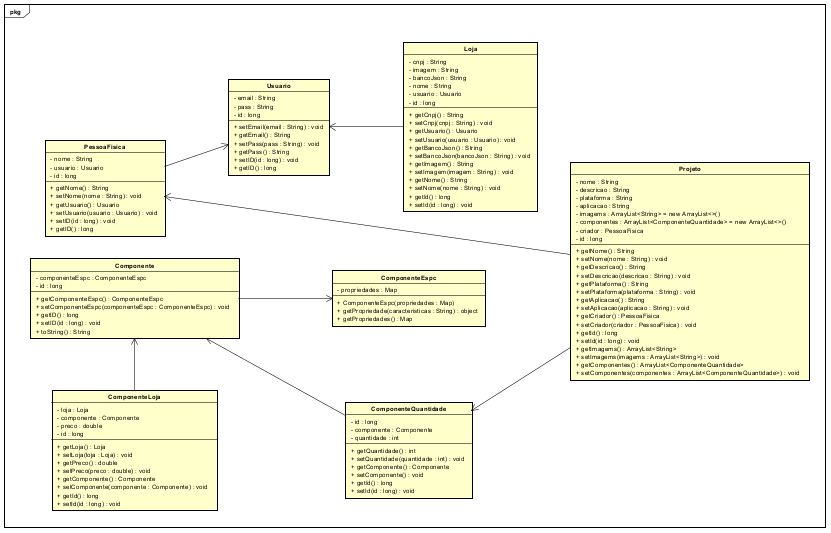 pkg
Loja
- cnpj : String
- imagem : String
- bancoJson : String
- nome : String
- usuario : Usuario
- id : long
+ getCnpj() : String
+ setCnpj(cnpj : String) : void
+ getUsuario() : Usuario
+ setUsuario(usuario : Usuario) : void
+ getBancoJson() : String
+ setBancoJson(bancoJson : String) : void
+ getImagem() : String
+ setImagem(imagem : String) : void
+ getNome() : String
+ setNome(nome : String) : void
+ getId() : long
+ setId(id : long) : void
Usuario
- email : String
- pass : String
- id : long
+ setEmail(email : String) : void
+ getEmail() : String
+ setPass(pass : String) : void
+ getPass() : String
+ setID(id : long) : void
+ getID() : long
PessoaFisica
- nome : String
- usuario : Usuario
- id : long
+ getNome() : String
+ setNome(nome : String) : void
+ getUsuario() : Usuario
+ setUsuario(usuario : Usuario) : void
+ setID(id : long) : void
+ getID() : long
Projeto
- nome : String
- descricao : String
- plataforma : String
- aplicacao : String
- imagems : ArrayList<String> = new ArrayList<>()
- componentes : ArrayList<ComponenteQuantidade> = new ArrayList<>()
- criador : PessoaFisica
- id : long
+ getNome() : String
+ setNome(nome : String) : void
+ getDescricao() : String
+ setDescricao(descricao : String) : void
+ getPlataforma() : String
+ setPlataforma(plataforma : String) : void
+ getAplicacao() : String
+ setAplicacao(aplicacao : String) : void
+ getCriador() : PessoaFisica
+ setCriador(criador : PessoaFisica) : void
+ getId() : long
+ setId(id : long) : void
+ getImagems() : ArrayList<String>
+ setImagems(imagems : ArrayList<String>) : void
+ getComponentes() : ArrayList<ComponenteQuantidade>
+ setComponentes(componentes : ArrayList<ComponenteQuantidade>) : void
Componente
- componenteEspc : ComponenteEspc
- id : long
+ getComponenteEspc() : ComponenteEspc
+ setComponenteEspc(componenteEspc : ComponenteEspc) : void
+ getID() : long
+ setID(id : long) : void
+ toString() : String
ComponenteEspc
- propriedades : Map
+ ComponenteEspc(propriedades : Map)
+ getPropriedade(caracteristicas : String) : object
+ getPropriedades() : Map
ComponenteLoja
- loja : Loja
- componente : Componente
- preco : double
- id : long
+ getLoja() : Loja
+ setLoja(loja : Loja) : void
+ getPreco() : double
+ setPreco(preco : double) : void
+ getComponente() : Componente
+ setComponente(componente : Componente) : void
+ getId() : long
+ setId(id : long) : void
ComponenteQuantidade
- id : long
- componente : Componente
- quantidade : int
+ getQuantidade() : int
+ setQuantidade(quantidade : int) : void
+ getComponente() : Componente
+ setComponente() : void
+ getId() : long
+ setId(id : long) : void